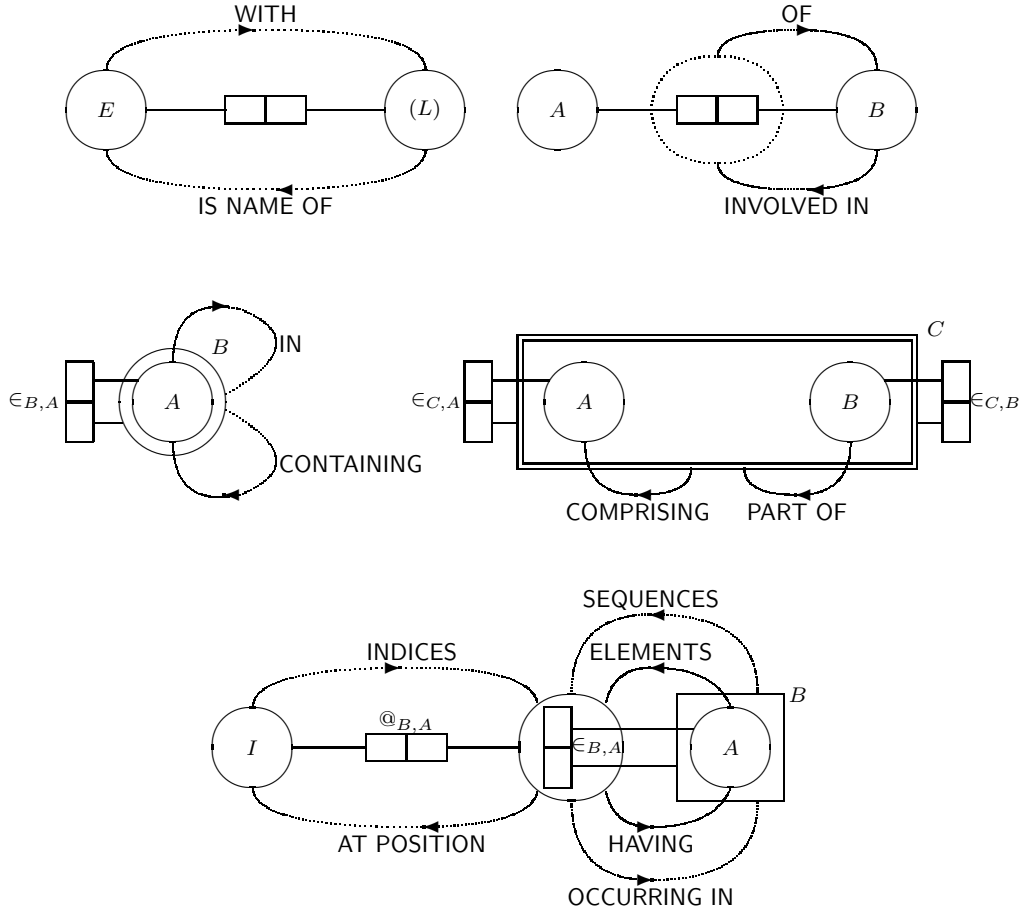 WITH
E
(L)
IS NAME OF
OF
A
B
INVOLVED IN
B
IN
∈B,A
A
CONTAINING
C
∈C,A
A
B
∈C,B
COMPRISING
PART OF
SEQUENCES
INDICES
ELEMENTS
B
@B,A
I
∈B,A
A
AT POSITION
HAVING
OCCURRING IN